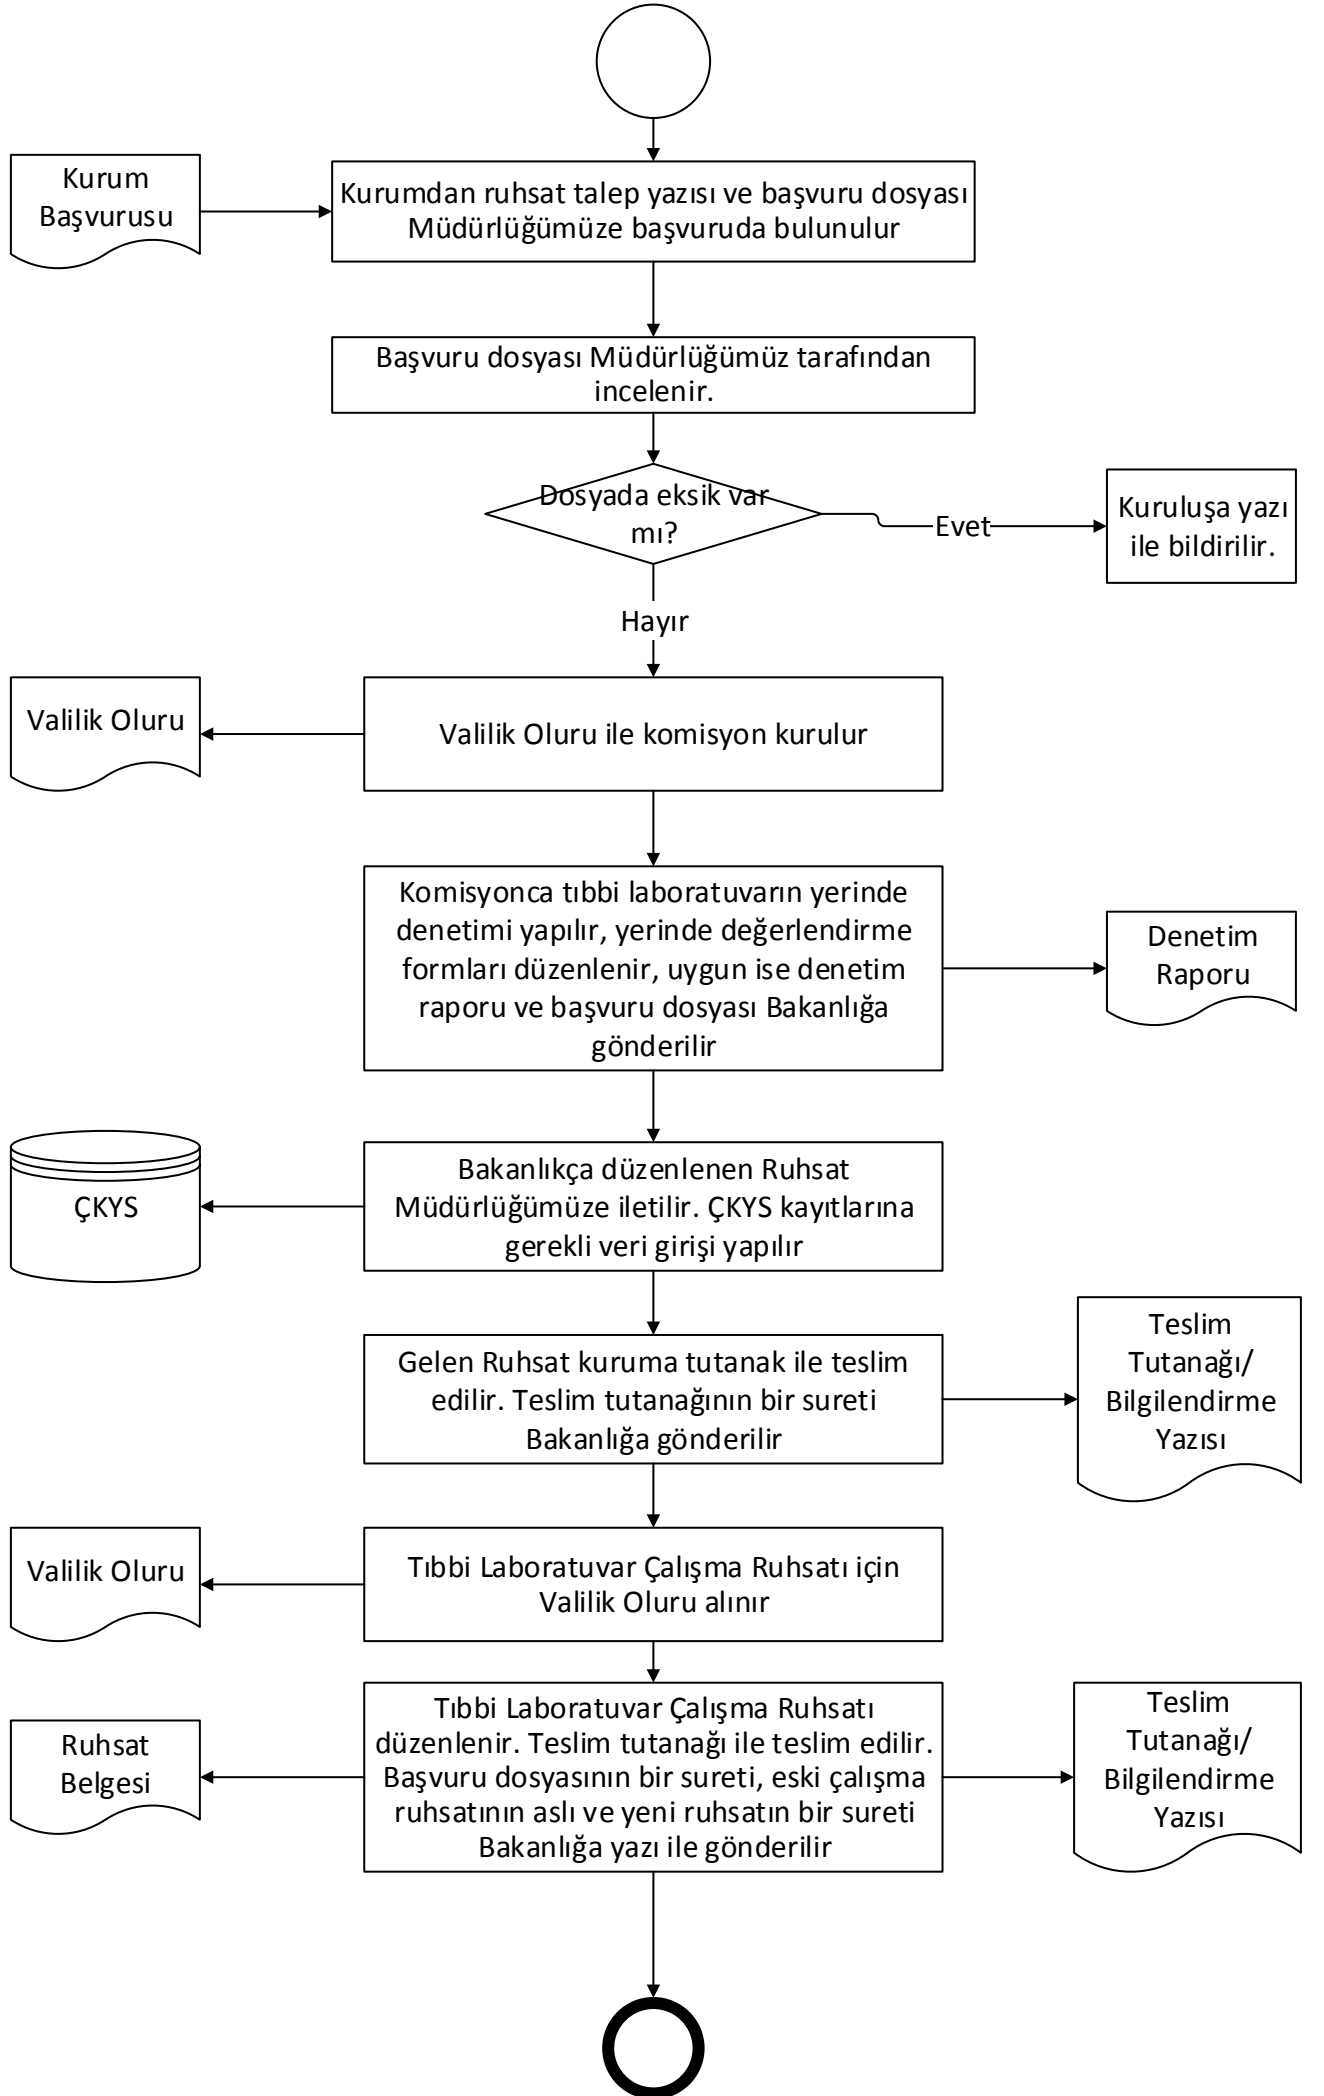 Kurum
Başvurusu
Kurumdan ruhsat talep yazısı ve başvuru dosyası
Müdürlüğümüze başvuruda bulunulur
Başvuru dosyası Müdürlüğümüz tarafından
incelenir.
Dosyada eksik var
mı?
Evet
Kuruluşa yazı
ile bildirilir.
Hayır
Valilik Oluru
Valilik Oluru ile komisyon kurulur
Komisyonca tıbbi laboratuvarın yerinde
denetimi yapılır, yerinde değerlendirme
formları düzenlenir, uygun ise denetim
raporu ve başvuru dosyası Bakanlığa
gönderilir
Denetim
Raporu
ÇKYS
Bakanlıkça düzenlenen Ruhsat
Müdürlüğümüze iletilir. ÇKYS kayıtlarına
gerekli veri girişi yapılır
Gelen Ruhsat kuruma tutanak ile teslim
edilir. Teslim tutanağının bir sureti
Bakanlığa gönderilir
Teslim
Tutanağı/
Bilgilendirme
Yazısı
Valilik Oluru
Tıbbi Laboratuvar Çalışma Ruhsatı için
Valilik Oluru alınır
Ruhsat
Belgesi
Tıbbi Laboratuvar Çalışma Ruhsatı
düzenlenir. Teslim tutanağı ile teslim edilir.
Başvuru dosyasının bir sureti, eski çalışma
ruhsatının aslı ve yeni ruhsatın bir sureti
Bakanlığa yazı ile gönderilir
Teslim
Tutanağı/
Bilgilendirme
Yazısı